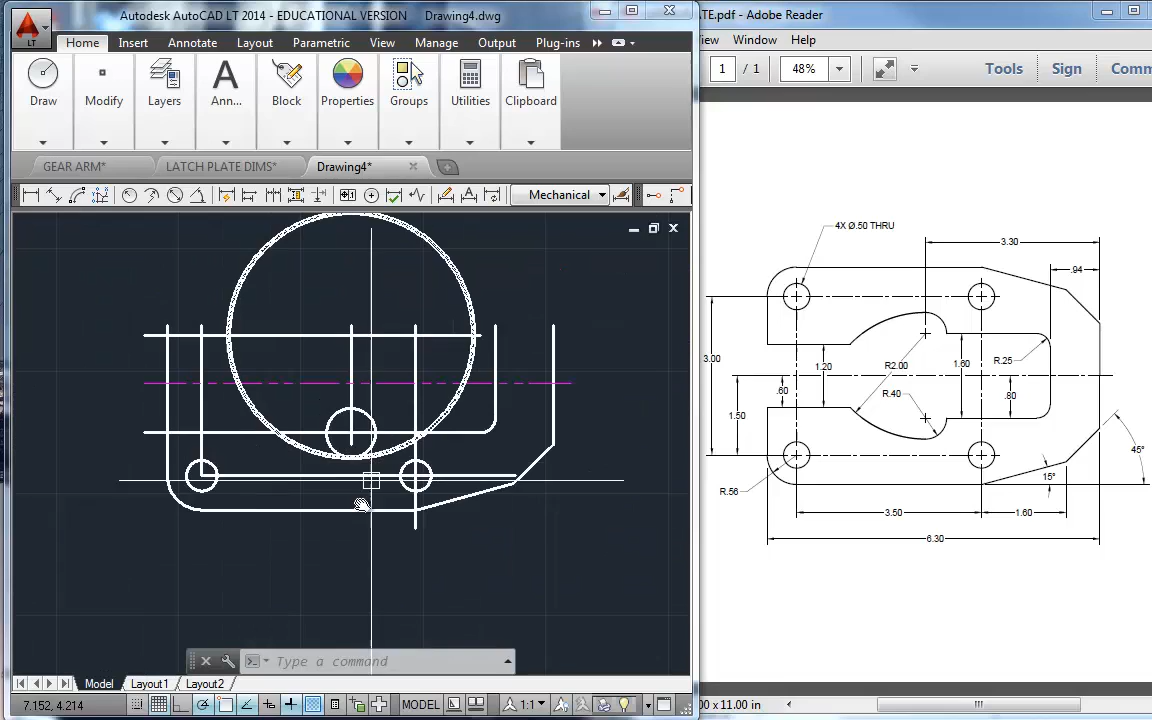 Autodesk AutoCAD LT 2014 - EDUCATIONAL VERSION Drawing4.dwg
LT
Home Insert Annotate Layout Parametric View Manage Output Plug-ins
Draw Modify Layers Ann... Block Properties Groups Utilities Clipboard
GEAR ARM* LATCH PLATE DIMS* Drawing4*
Mechanical
Type a command
Model Layout1 Layout2
7.152, 4.214 MODEL 1:1
ATE.pdf - Adobe Reader
iew Window Help
1 / 1 48% Tools Sign Comm
4X Ø.50 THRU
3.30
.94
3.00
1.20
R2.00
1.60
R.25
.60
R.40
.80
1.50
45°
15°
R.56
3.50
1.60
6.30
00 x 11.00 in